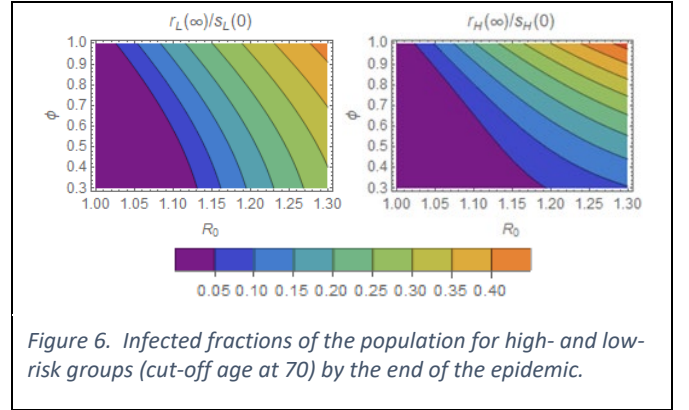 r_L(∞)/s_L(0)
r_H(∞)/s_H(0)
1.0
0.9
0.8
0.7
0.6
0.5
0.4
0.3
ϕ
1.00 1.05 1.10 1.15 1.20 1.25 1.30
R_0
1.0
0.9
0.8
0.7
0.6
0.5
0.4
0.3
ϕ
1.00 1.05 1.10 1.15 1.20 1.25 1.30
R_0
0.05 0.10 0.15 0.20 0.25 0.30 0.35 0.40
Figure 6. Infected fractions of the population for high- and low-
risk groups (cut-off age at 70) by the end of the epidemic.